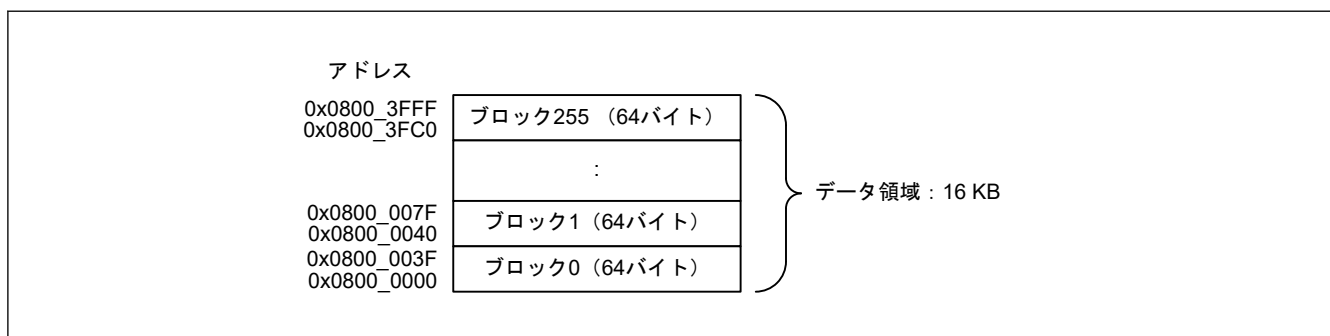 アドレス
0x0800_3FFF
0x0800_3FC0
ブロック255 （64バイト）
:
0x0800_007F
0x0800_0040
ブロック1（64バイト）
0x0800_003F
0x0800_0000
ブロック0（64バイト）
データ領域：16 KB